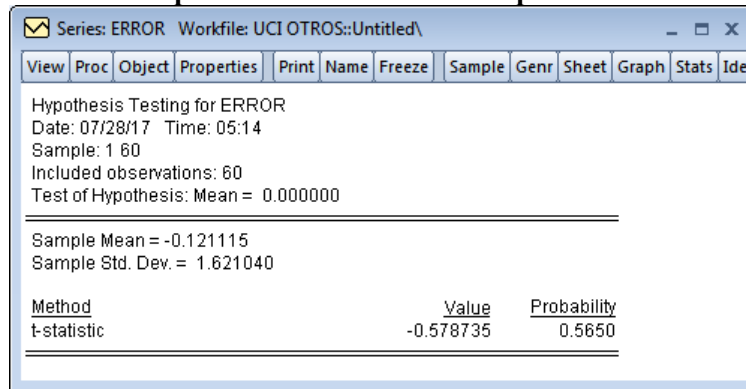 Series: ERROR Workfile: UCI OTROS::Untitled\
View Proc Object Properties Print Name Freeze Sample Genr Sheet Graph Stats Ide
Hypothesis Testing for ERROR
Date: 07/28/17 Time: 05:14
Sample: 1 60
Included observations: 60
Test of Hypothesis: Mean = 0.000000
Sample Mean = -0.121115
Sample Std. Dev. = 1.621040
Method Value Probability
t-statistic -0.578735 0.5650